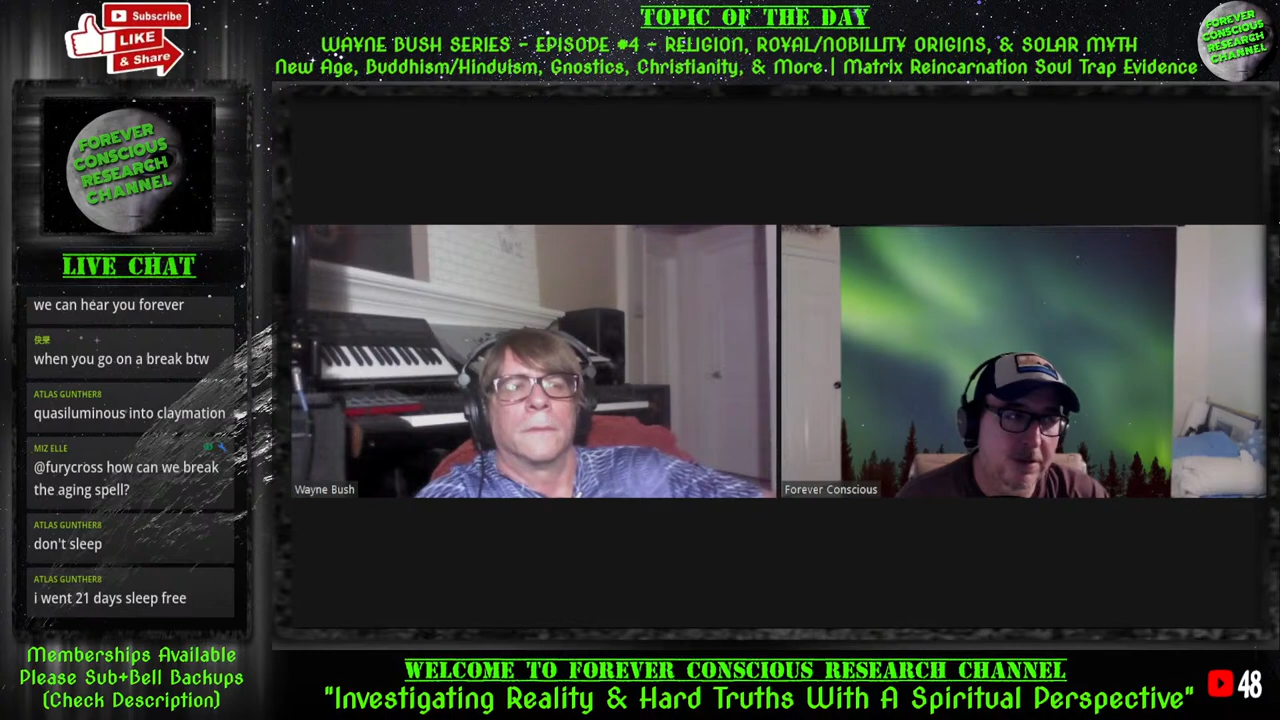 Subscribe
LIKE
& Share
TOPIC OF THE DAY
WAYNE BUSH SERIES - EPISODE #4 - RELIGION, ROYAL/NOBILLITY ORIGINS, & SOLAR MYTH
New Age, Buddhism/Hinduism, Gnostics, Christianity, & More | Matrix Reincarnation Soul Trap Evidence
FOREVER
CONSCIOUS
RESEARCH
CHANNEL
FOREVER
CONSCIOUS
RESEARCH
CHANNEL
LIVE CHAT
we can hear you forever
快樂
when you go on a break btw
ATLAS GUNTHER8
quasiluminous into claymation
MIZ ELLE
@furycross how can we break
the aging spell?
ATLAS GUNTHER8
don't sleep
ATLAS GUNTHER8
i went 21 days sleep free
Wayne Bush
Forever Conscious
Memberships Available
Please Sub+Bell Backups
(Check Description)
WELCOME TO FOREVER CONSCIOUS RESEARCH CHANNEL
"Investigating Reality & Hard Truths With A Spiritual Perspective"
48